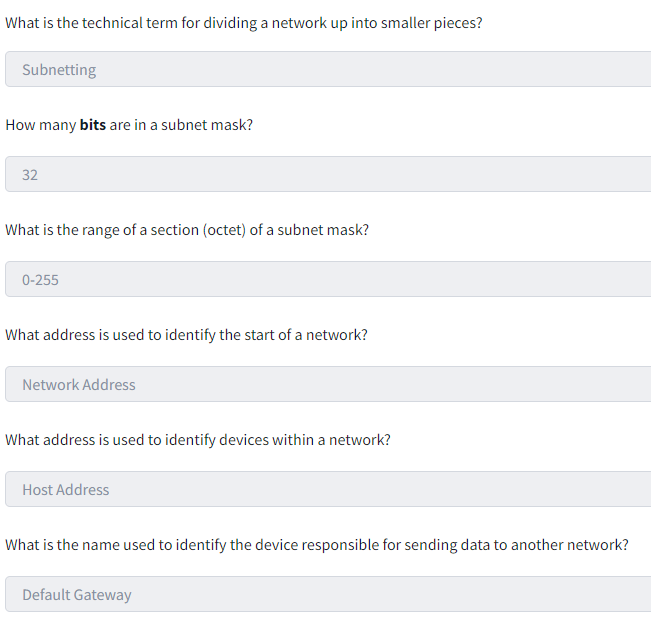 What is the technical term for dividing a network up into smaller pieces?
Subnetting
How many bits are in a subnet mask?
32
What is the range of a section (octet) of a subnet mask?
0-255
What address is used to identify the start of a network?
Network Address
What address is used to identify devices within a network?
Host Address
What is the name used to identify the device responsible for sending data to another network?
Default Gateway